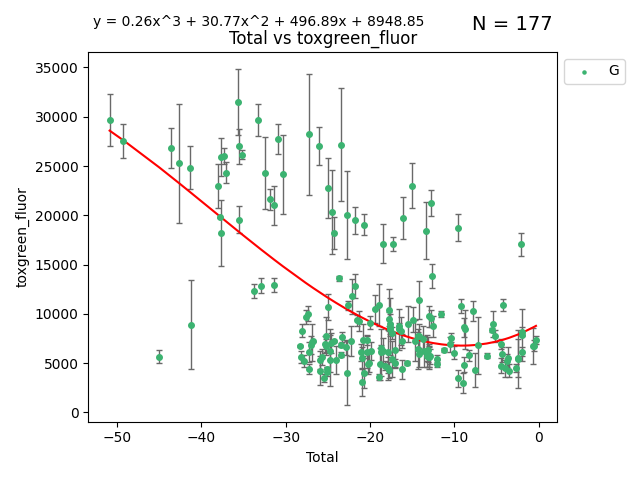 y = 0.26x^3 + 30.77x^2 + 496.89x + 8948.85
N = 177
Total vs toxgreen_fluor
G
35000
30000
25000
20000
15000
10000
5000
0
toxgreen_fluor
−50 −40 −30 −20 −10 0
Total